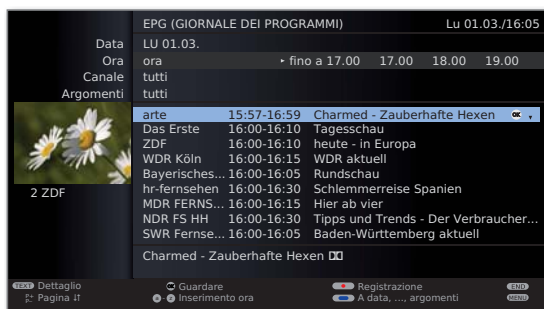 EPG (GIORNALE DEI PROGRAMMI) Lu 01.03./16:05
Data LU 01.03.
Ora ora ▸ fino a 17.00 17.00 18.00 19.00
Canale tutti
Argomenti tutti
arte 15:57-16:59 Charmed - Zauberhafte Hexen OK
Das Erste 16:00-16:10 Tagesschau
ZDF 16:00-16:10 heute - in Europa
WDR Köln 16:00-16:15 WDR aktuell
Bayerisches... 16:00-16:05 Rundschau
hr-fernsehen 16:00-16:30 Schlemmerreise Spanien
MDR FERNS... 16:00-16:15 Hier ab vier
NDR FS HH 16:00-16:30 Tipps und Trends - Der Verbraucher...
SWR Fernse... 16:00-16:05 Baden-Württemberg aktuell
2 ZDF
Charmed - Zauberhafte Hexen
TEXT Dettaglio OK Guardare Registrazione END
P+ P- Pagina ↓↑ 0-9 Inserimento ora A data, ..., argomenti MENU